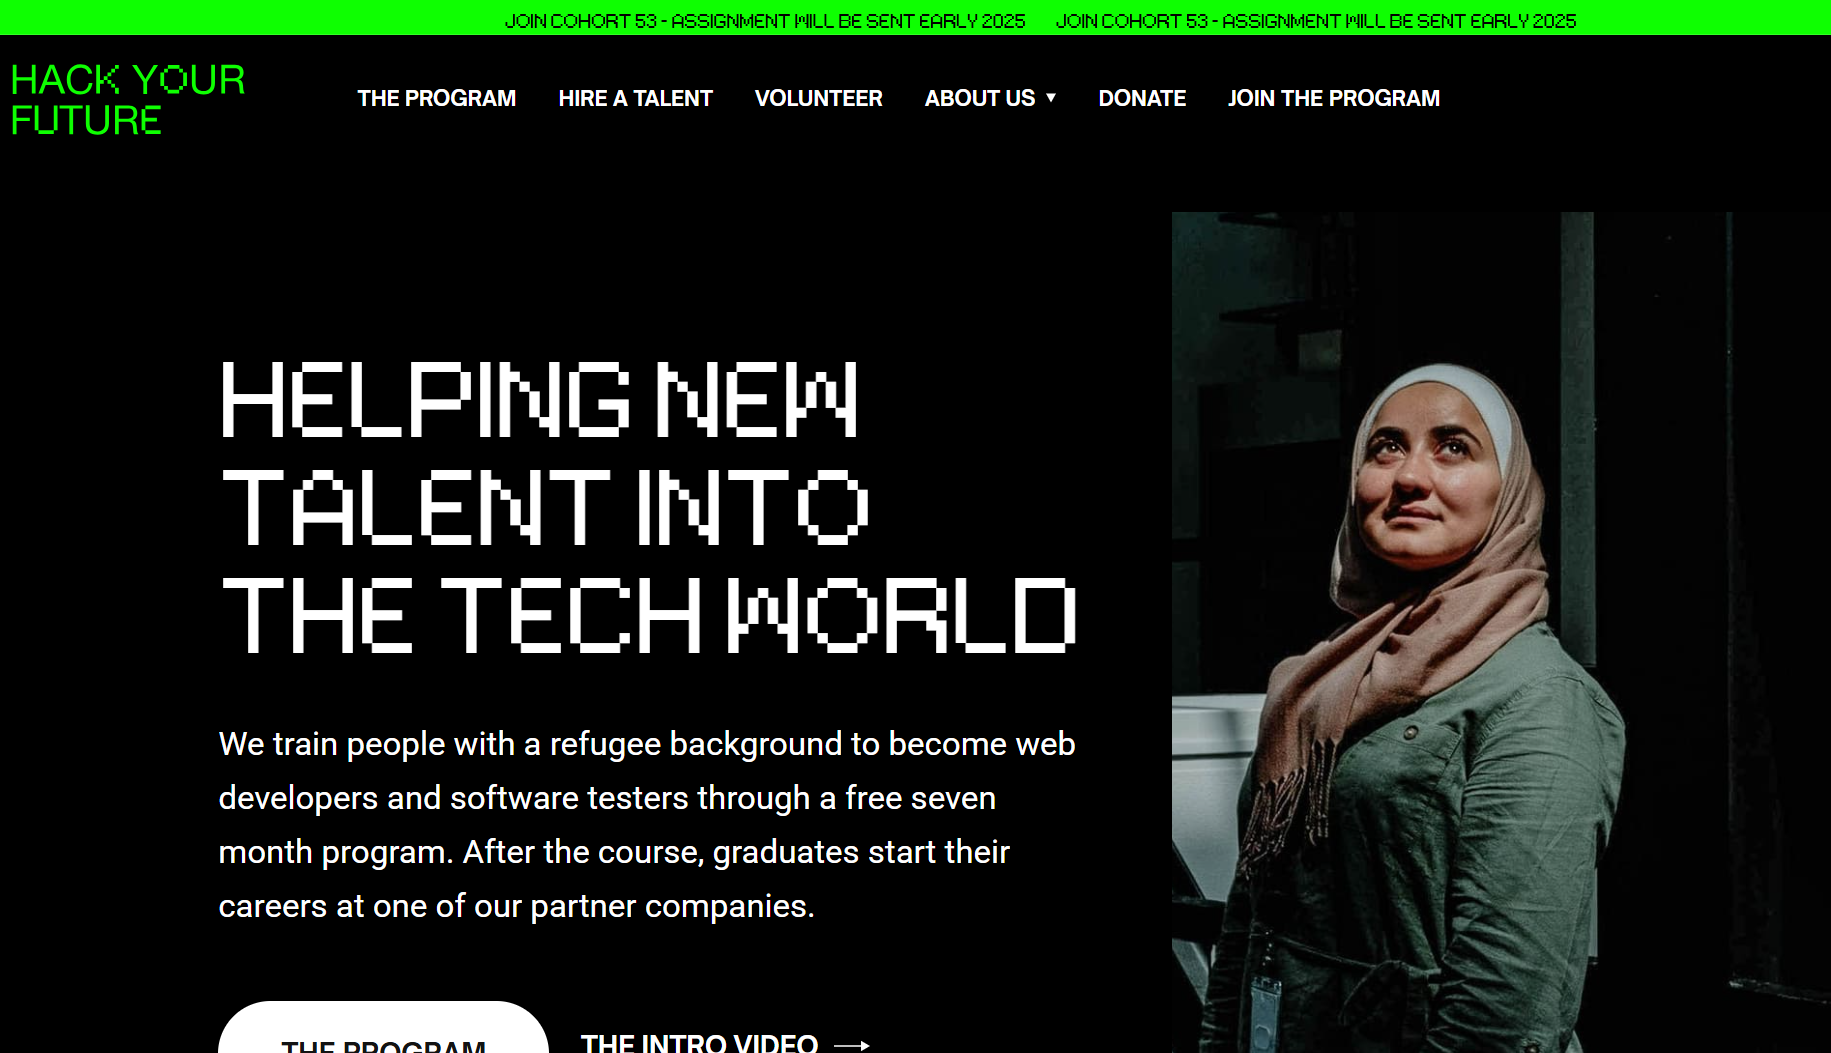 JOIN COHORT 53 - ASSIGNMENT WILL BE SENT EARLY 2025 JOIN COHORT 53 - ASSIGNMENT WILL BE SENT EARLY 2025
HACK YOUR
FUTURE
THE PROGRAM HIRE A TALENT VOLUNTEER ABOUT US ▼ DONATE JOIN THE PROGRAM
HELPING NEW
TALENT INTO
THE TECH WORLD
We train people with a refugee background to become web
developers and software testers through a free seven
month program. After the course, graduates start their
careers at one of our partner companies.
THE PROGRAM THE INTRO VIDEO →